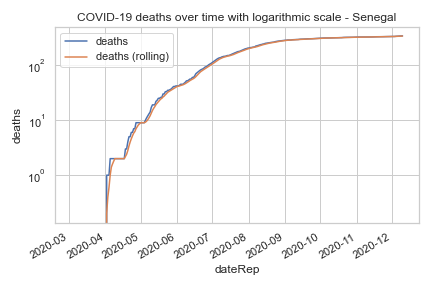 COVID-19 deaths over time with logarithmic scale - Senegal
deaths
deaths (rolling)
deaths
10²
10¹
10⁰
2020-03
2020-04
2020-05
2020-06
2020-07
2020-08
2020-09
2020-10
2020-11
2020-12
dateRep